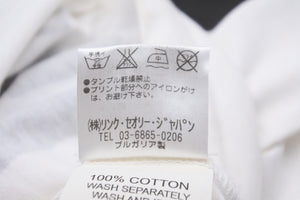 ●タンブル乾燥禁止
●プリント部分へのアイロンがけ
は、お避け下さい。
(株)リンク・セオリー・ジャパン
TEL 03-6865-0206
ブルガリア製
100% COTTON
WASH SEPARATELY
WASH AND